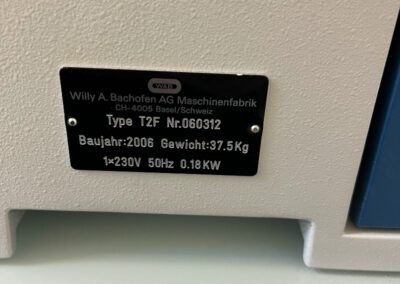 WAB
Willy A. Bachofen AG Maschinenfabrik
CH-4005 Basel/Schweiz
Type T2F Nr.060312
Baujahr:2006 Gewicht:37.5Kg
1×230V 50Hz 0.18KW